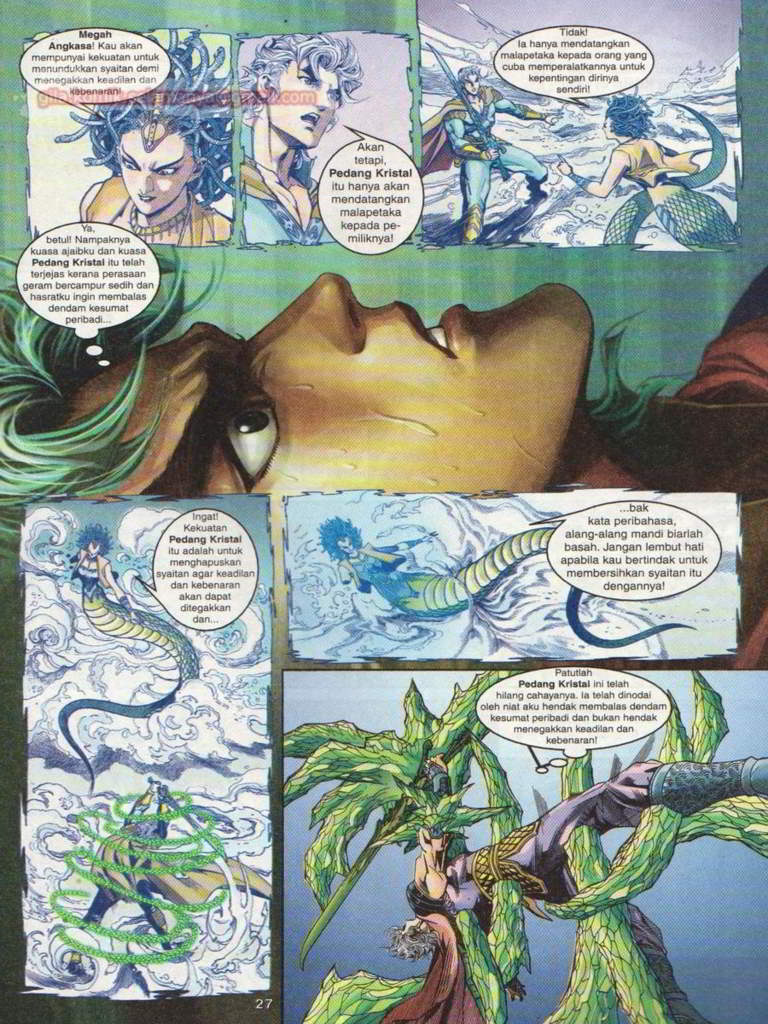 Megah
Angkasa! Kau akan
mempunyai kekuatan untuk
menundukkan syaitan demi
menegakkan keadilan dan
kebenaran!
Akan
tetapi,
Pedang Kristal
itu hanya akan
mendatangkan
malapetaka
kepada pe-
miliknya!
Tidak!
Ia hanya mendatangkan
malapetaka kepada orang yang
cuba memperalatkannya untuk
kepentingan dirinya
sendiri!
Ya,
betul! Nampaknya
kuasa ajaibku dan kuasa
Pedang Kristal itu telah
terjejas kerana perasaan
geram bercampur sedih dan
hasratku ingin membalas
dendam kesumat
peribadi...
Ingat!
Kekuatan
Pedang Kristal
itu adalah untuk
menghapuskan
syaitan agar keadilan
dan kebenaran
akan dapat
ditegakkan
dan...
...bak
kata peribahasa,
alang-alang mandi biarlah
basah. Jangan lembut hati
apabila kau bertindak untuk
membersihkan syaitan itu
dengannya!
Patutlah
Pedang Kristal ini telah
hilang cahayanya. Ia telah dinodai
oleh niat aku hendak membalas dendam
kesumat peribadi dan bukan hendak
menegakkan keadilan dan
kebenaran!
27